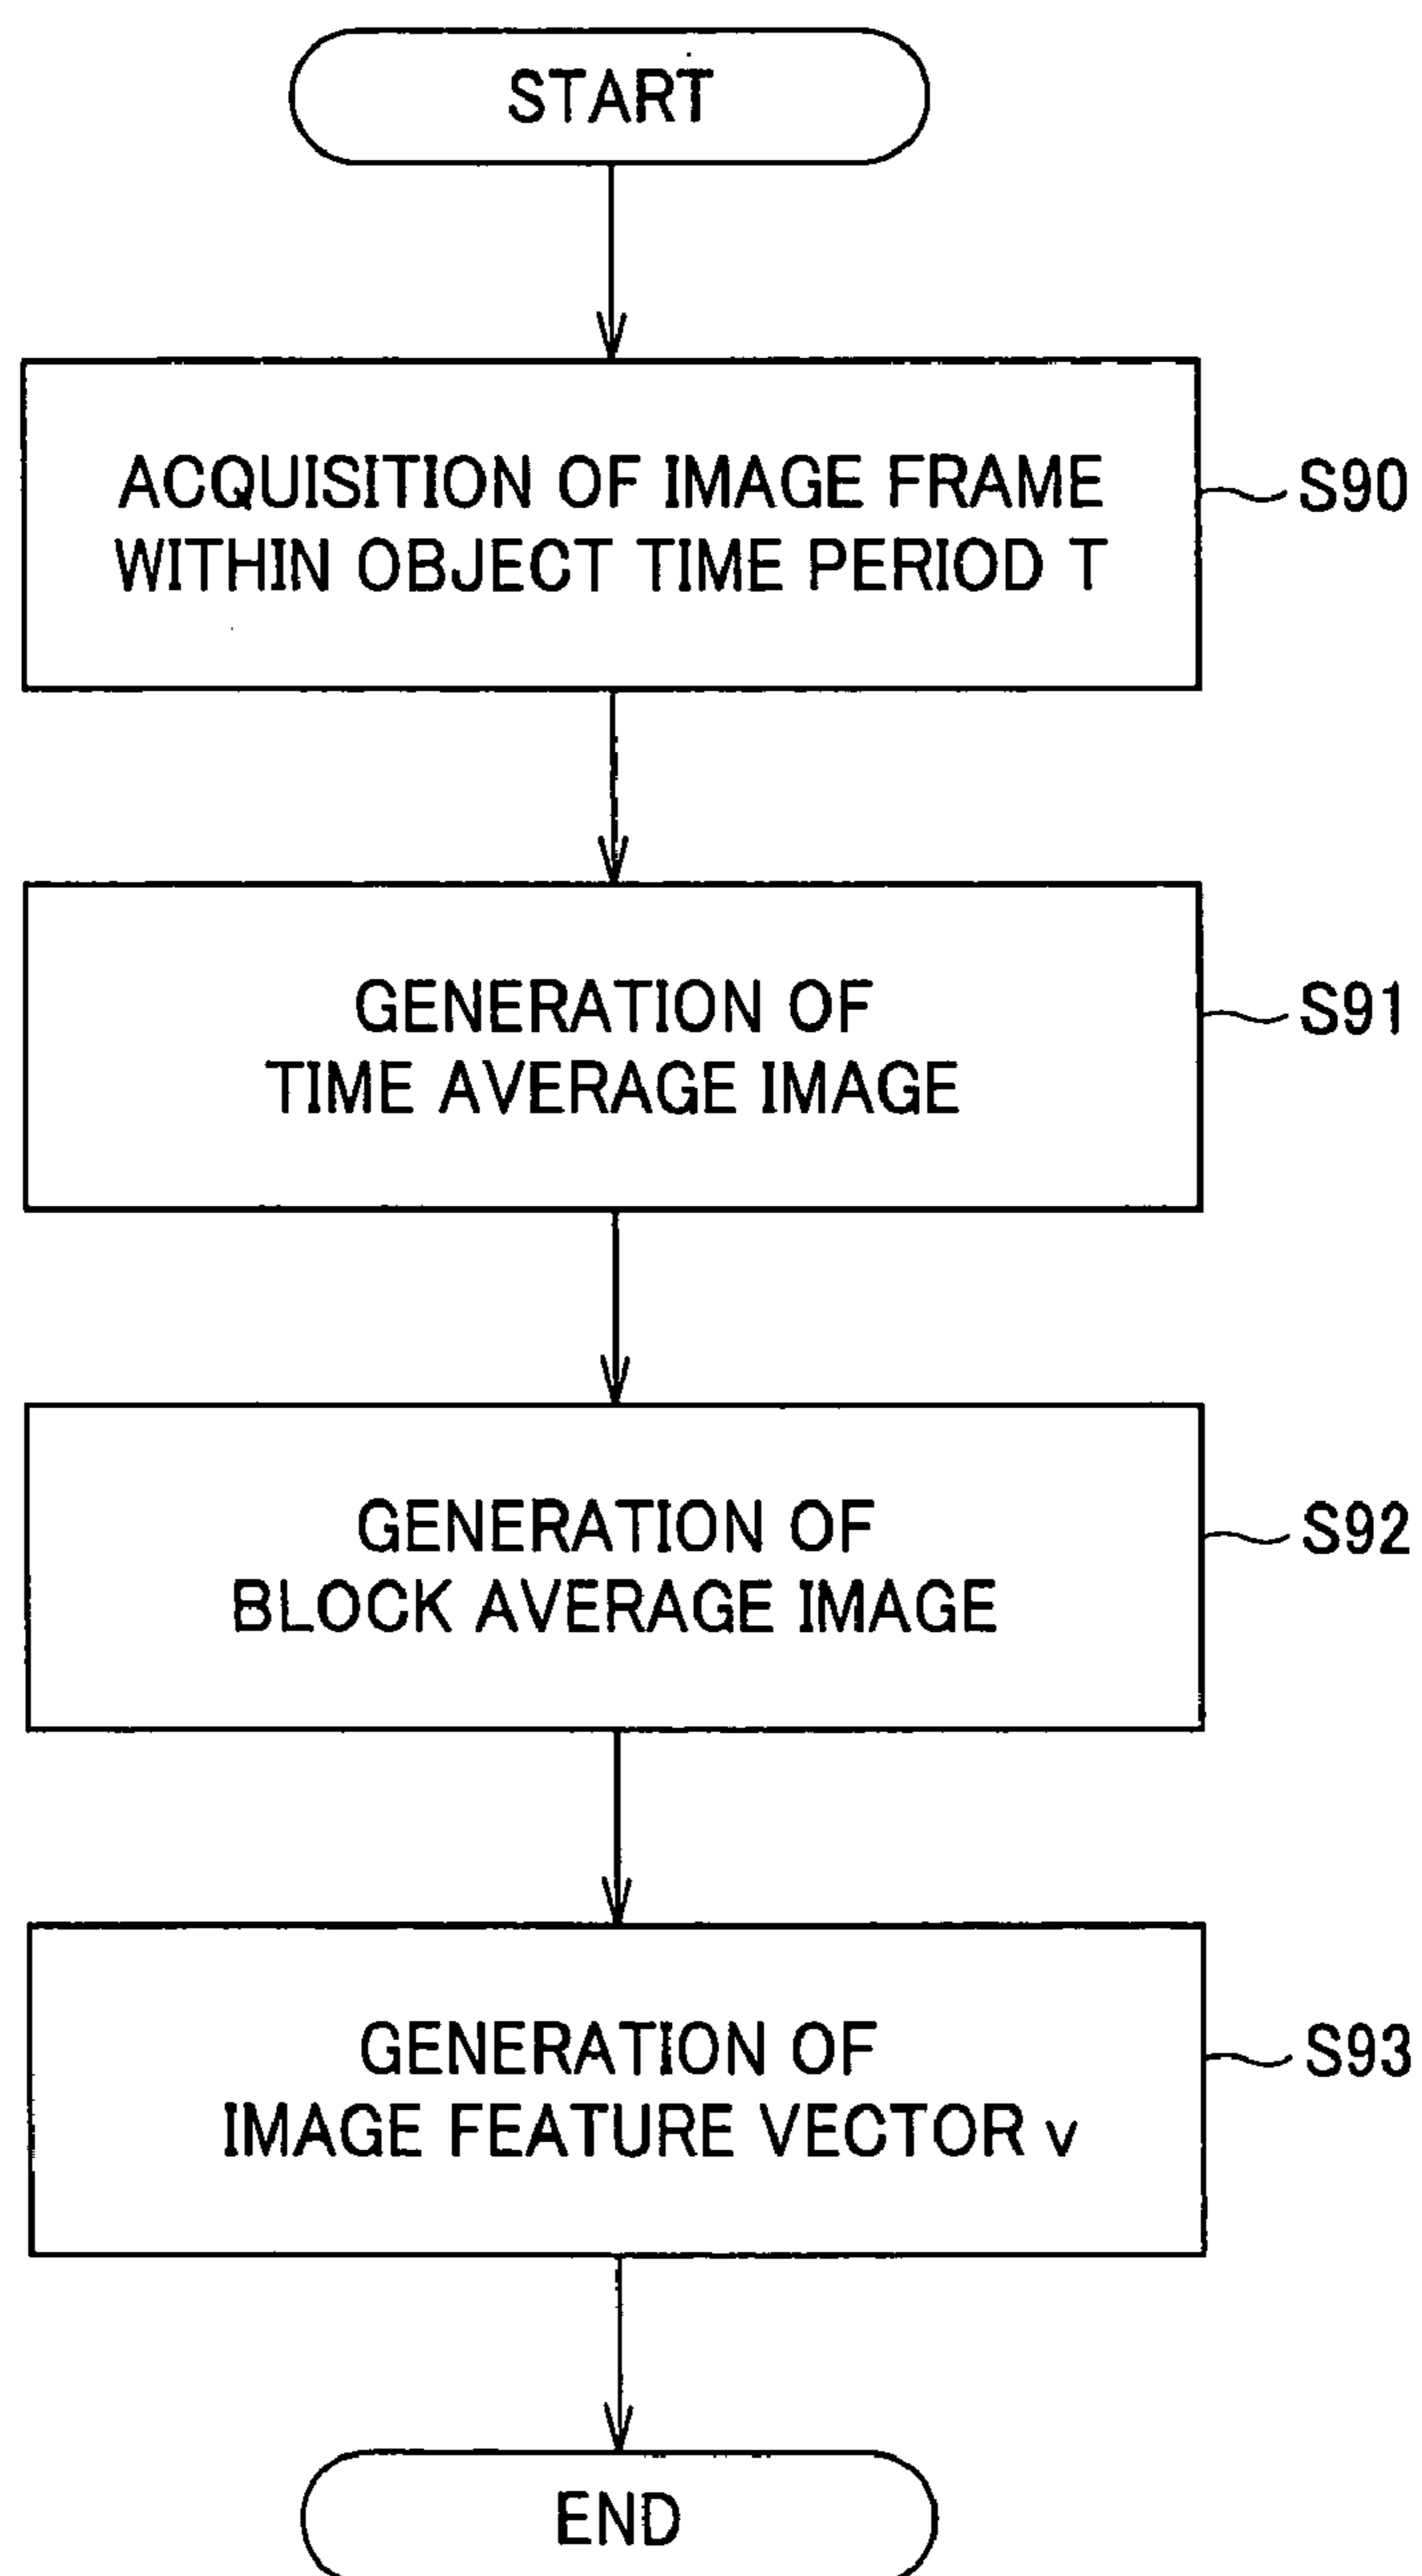 START
ACQUISITION OF IMAGE FRAME
WITHIN OBJECT TIME PERIOD T
S90
GENERATION OF
TIME AVERAGE IMAGE
S91
GENERATION OF
BLOCK AVERAGE IMAGE
S92
GENERATION OF
IMAGE FEATURE VECTOR v
S93
END